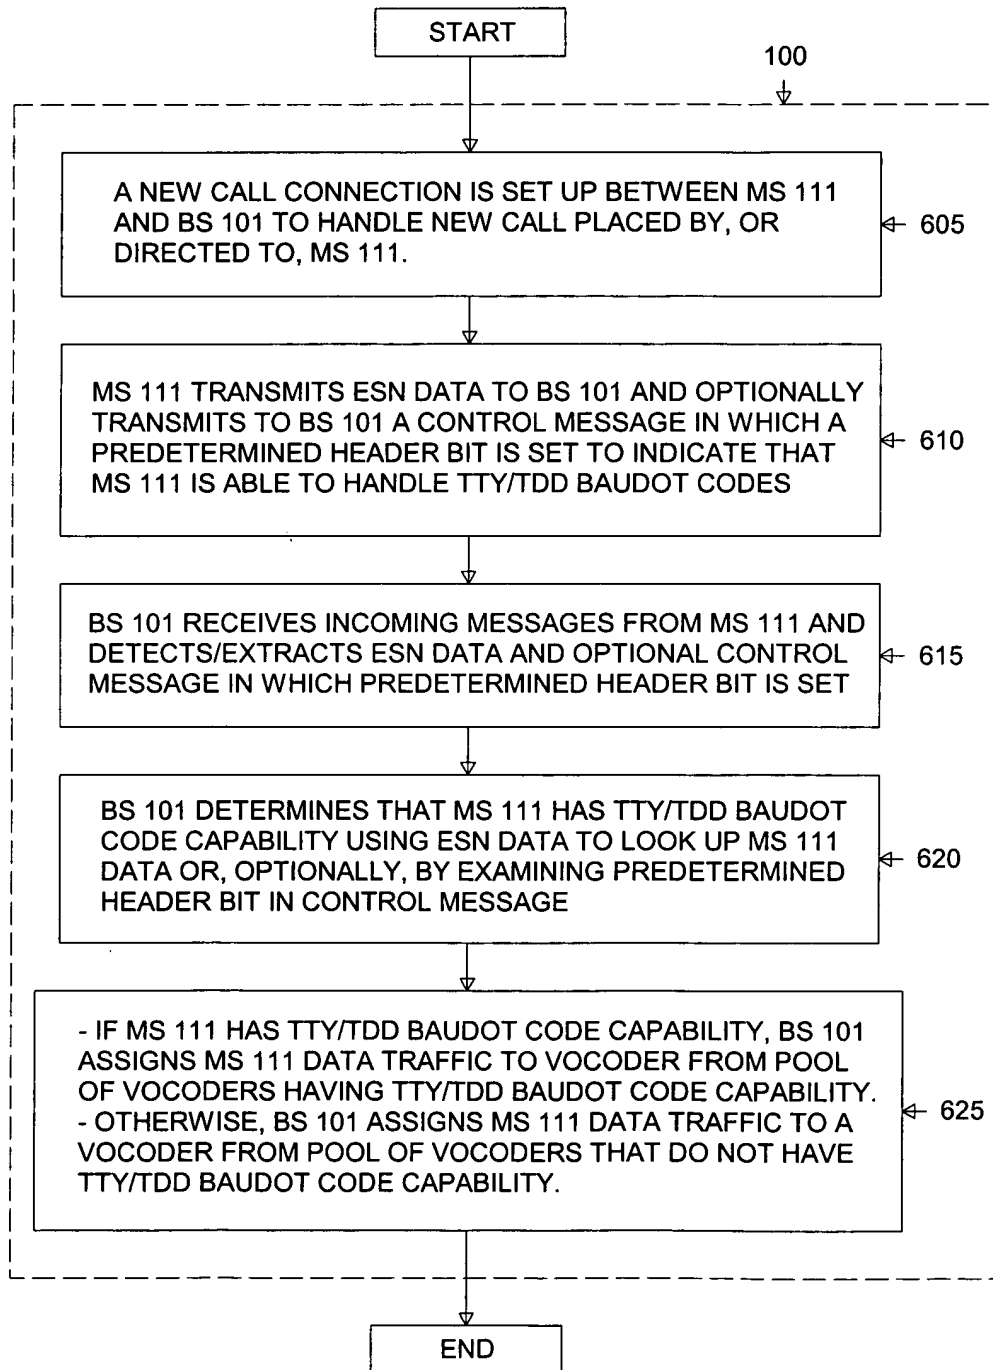 START
100
A NEW CALL CONNECTION IS SET UP BETWEEN MS 111
AND BS 101 TO HANDLE NEW CALL PLACED BY, OR
DIRECTED TO, MS 111.
605
MS 111 TRANSMITS ESN DATA TO BS 101 AND OPTIONALLY
TRANSMITS TO BS 101 A CONTROL MESSAGE IN WHICH A
PREDETERMINED HEADER BIT IS SET TO INDICATE THAT
MS 111 IS ABLE TO HANDLE TTY/TDD BAUDOT CODES
610
BS 101 RECEIVES INCOMING MESSAGES FROM MS 111 AND
DETECTS/EXTRACTS ESN DATA AND OPTIONAL CONTROL
MESSAGE IN WHICH PREDETERMINED HEADER BIT IS SET
615
BS 101 DETERMINES THAT MS 111 HAS TTY/TDD BAUDOT
CODE CAPABILITY USING ESN DATA TO LOOK UP MS 111
DATA OR, OPTIONALLY, BY EXAMINING PREDETERMINED
HEADER BIT IN CONTROL MESSAGE
620
- IF MS 111 HAS TTY/TDD BAUDOT CODE CAPABILITY, BS 101
ASSIGNS MS 111 DATA TRAFFIC TO VOCODER FROM POOL
OF VOCODERS HAVING TTY/TDD BAUDOT CODE CAPABILITY.
- OTHERWISE, BS 101 ASSIGNS MS 111 DATA TRAFFIC TO A
VOCODER FROM POOL OF VOCODERS THAT DO NOT HAVE
TTY/TDD BAUDOT CODE CAPABILITY.
625
END